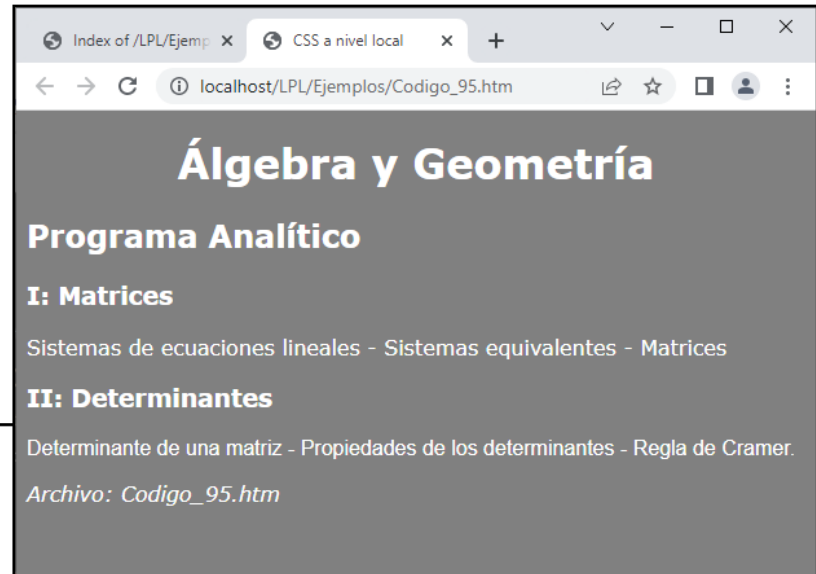 Index of /LPL/Ejemp
CSS a nivel local
localhost/LPL/Ejemplos/Codigo_95.htm
Álgebra y Geometría
Programa Analítico
I: Matrices
Sistemas de ecuaciones lineales - Sistemas equivalentes - Matrices
II: Determinantes
Determinante de una matriz - Propiedades de los determinantes - Regla de Cramer.
Archivo: Codigo_95.htm